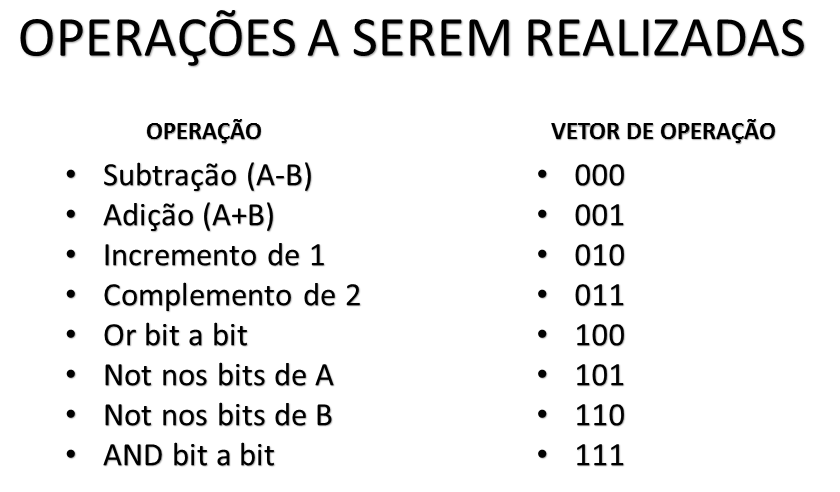 OPERAÇÕES A SEREM REALIZADAS
OPERAÇÃO VETOR DE OPERAÇÃO
• Subtração (A-B) • 000
• Adição (A+B) • 001
• Incremento de 1 • 010
• Complemento de 2 • 011
• Or bit a bit • 100
• Not nos bits de A • 101
• Not nos bits de B • 110
• AND bit a bit • 111